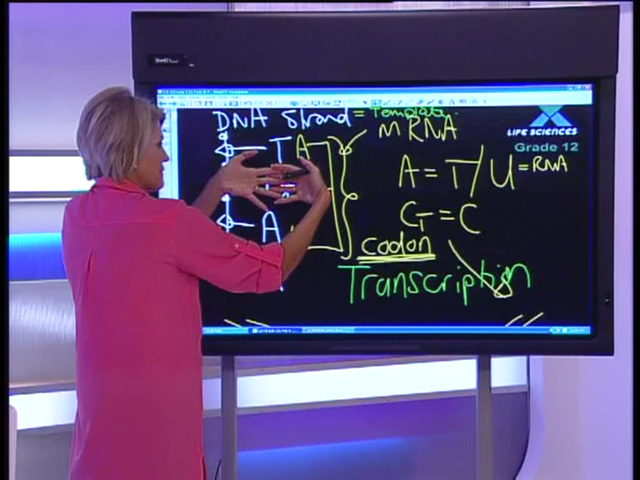 DNA Strand = Template
mRNA
LIFE SCIENCES
Grade 12
T A
A = T/U = RNA
G = C
A
codon
Transcription